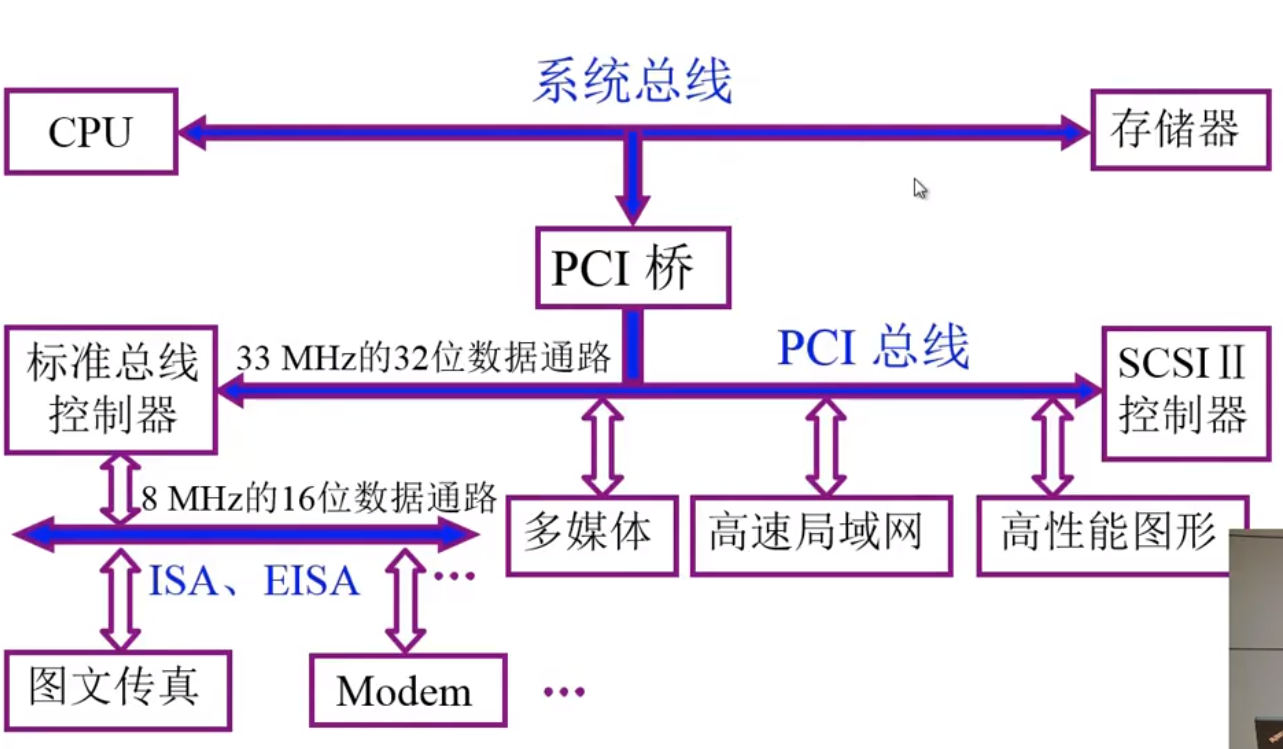 系统总线
CPU
存储器
PCI 桥
33 MHz的32位数据通路
PCI 总线
标准总线
控制器
SCSIⅡ
控制器
8 MHz的16位数据通路
多媒体
高速局域网
高性能图形
ISA、EISA
…
图文传真
Modem
…